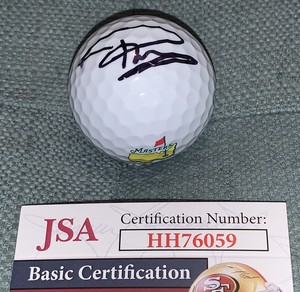 MASTERS
JSA
Certification Number:
HH76059
Basic Certification